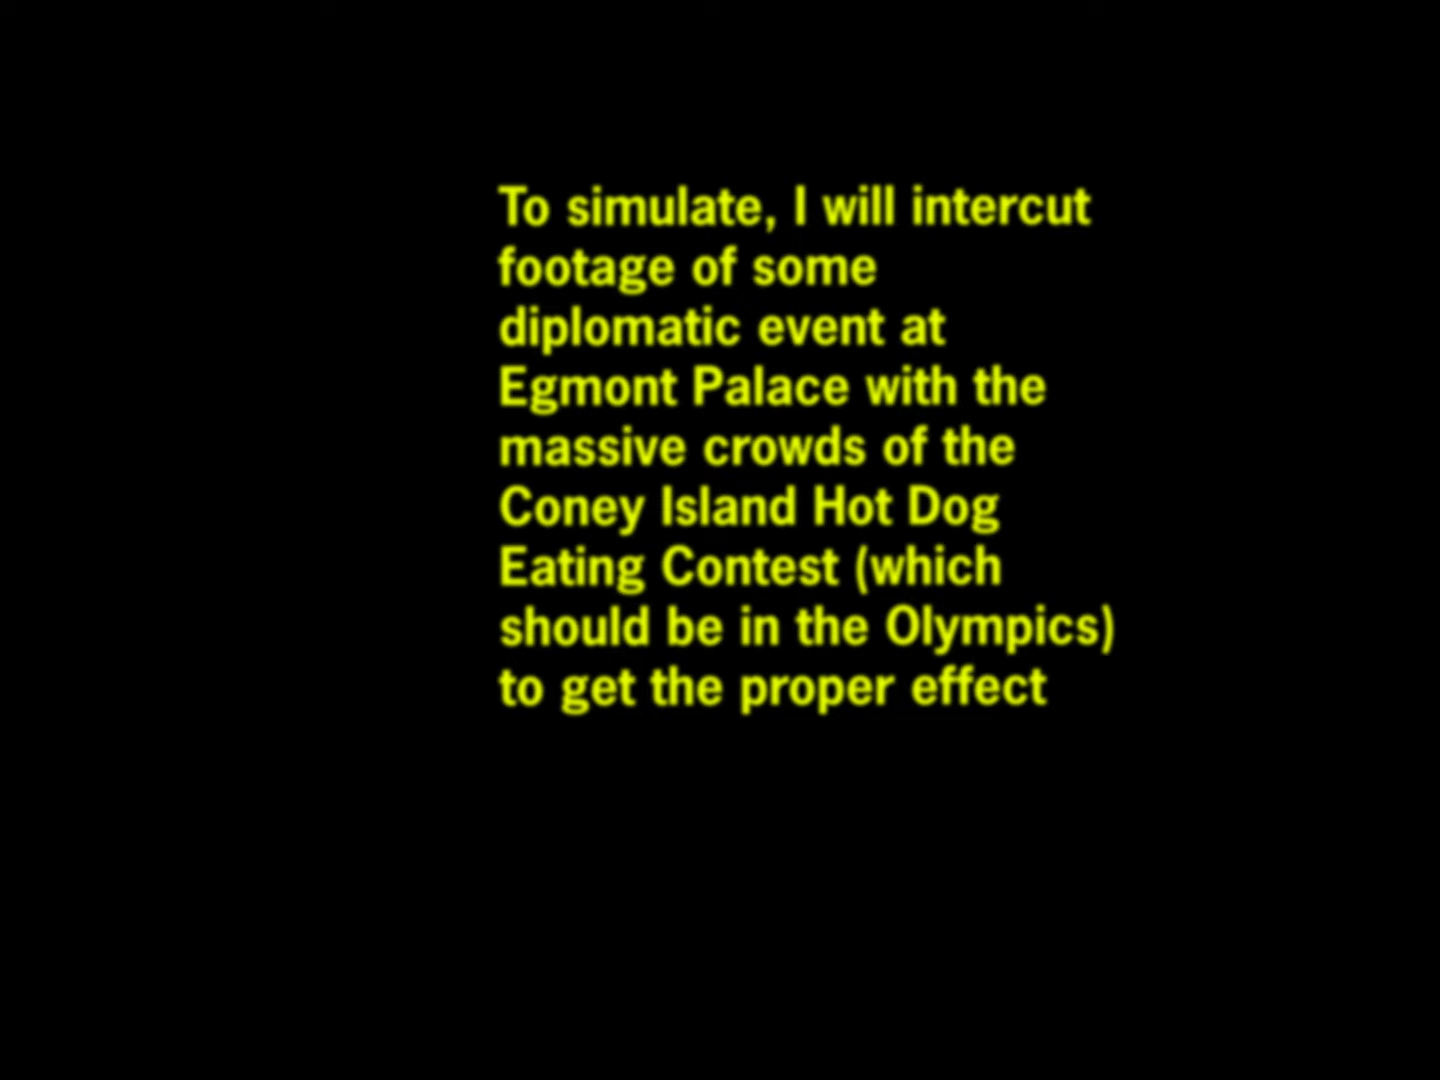 To simulate, I will intercut
footage of some
diplomatic event at
Egmont Palace with the
massive crowds of the
Coney Island Hot Dog
Eating Contest (which
should be in the Olympics)
to get the proper effect